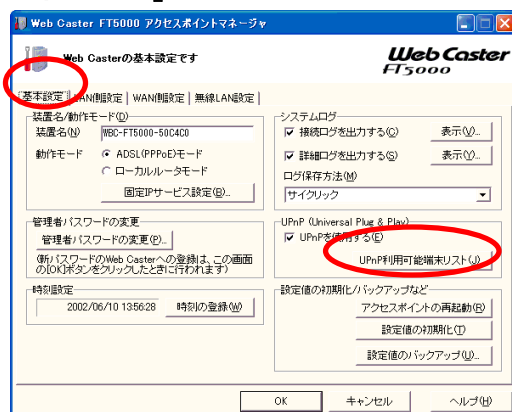 Web Caster FT5000 アクセスポイントマネージャ
Web Casterの基本設定です
Web Caster
FT5000
基本設定 LAN側設定 WAN側設定 無線LAN設定
装置名/動作モード(D)
装置名(N) WBC-FT5000-50C4C0
動作モード ADSL(PPPoE)モード
ローカルルータモード
固定IPサービス設定(B)...
管理者パスワードの変更
管理者パスワードの変更(P)...
(新パスワードのWeb Casterへの登録は、この画面
の[OK]ボタンをクリックしたときに行われます)
時刻設定
2002/06/10 13:56:28 時刻の登録(W)
システムログ
接続ログを出力する(C) 表示(V)...
詳細ログを出力する(S) 表示(Y)...
ログ保存方法(M)
サイクリック
UPnP (Universal Plug & Play)
UPnPを使用する(E)
UPnP利用可能端末リスト(J)...
設定値の初期化/バックアップなど
アクセスポイントの再起動(R)
設定値の初期化(T)
設定値のバックアップ(U)...
OK キャンセル ヘルプ(H)